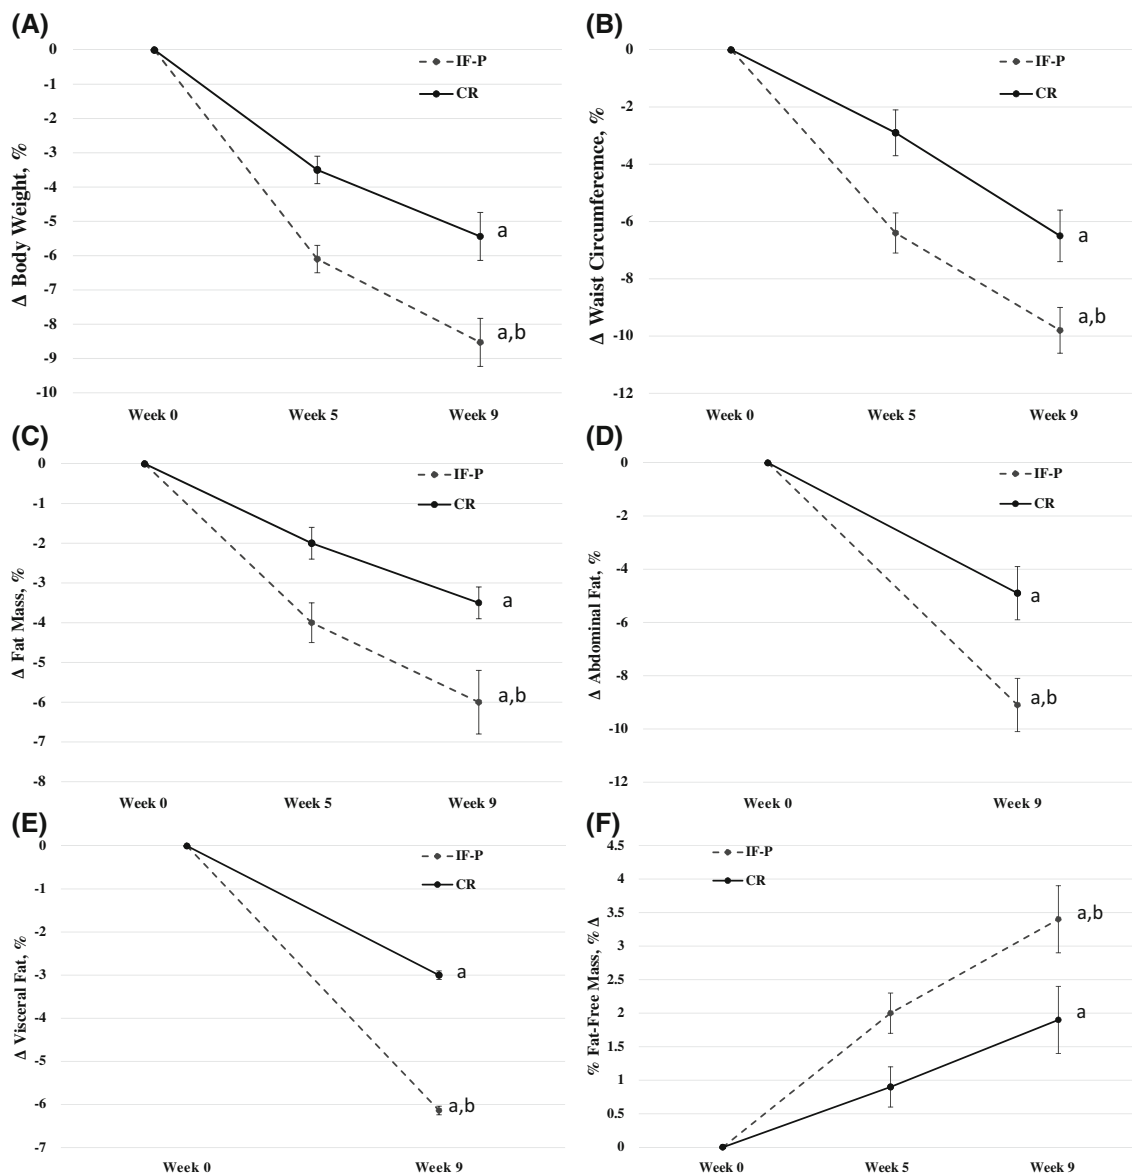 (A)
Δ Body Weight, %
0
-1
-2
-3
-4
-5
-6
-7
-8
-9
-10
IF-P
CR
a
a,b
Week 0 Week 5 Week 9
(B)
Δ Waist Circumferemce, %
0
-2
-4
-6
-8
-10
-12
IF-P
CR
a
a,b
Week 0 Week 5 Week 9
(C)
Δ Fat Mass, %
0
-1
-2
-3
-4
-5
-6
-7
-8
IF-P
CR
a
a,b
Week 0 Week 5 Week 9
(D)
Δ Abdominal Fat, %
0
-2
-4
-6
-8
-10
-12
IF-P
CR
a
a,b
Week 0 Week 9
(E)
Δ Visceral Fat, %
0
-1
-2
-3
-4
-5
-6
-7
IF-P
CR
a
a,b
Week 0 Week 9
(F)
% Fat-Free Mass, % Δ
4.5
4
3.5
3
2.5
2
1.5
1
0.5
0
IF-P
CR
a,b
a
Week 0 Week 5 Week 9